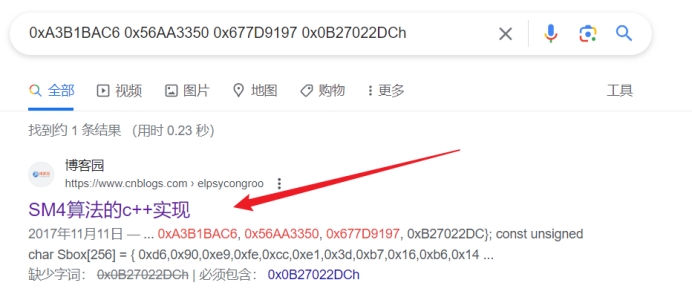 0xA3B1BAC6 0x56AA3350 0x677D9197 0x0B27022DCh
全部 视频 图片 地图 购物 更多 工具
找到约 1 条结果 （用时 0.23 秒）
博客园
https://www.cnblogs.com › elpsycongroo
SM4算法的c++实现
2017年11月11日 — ... 0xA3B1BAC6, 0x56AA3350, 0x677D9197, 0xB27022DC}; const unsigned
char Sbox[256] = { 0xd6,0x90,0xe9,0xfe,0xcc,0xe1,0x3d,0xb7,0x16,0xb6,0x14 ...
缺少字词： 0x0B27022DCh | 必须包含： 0x0B27022DCh